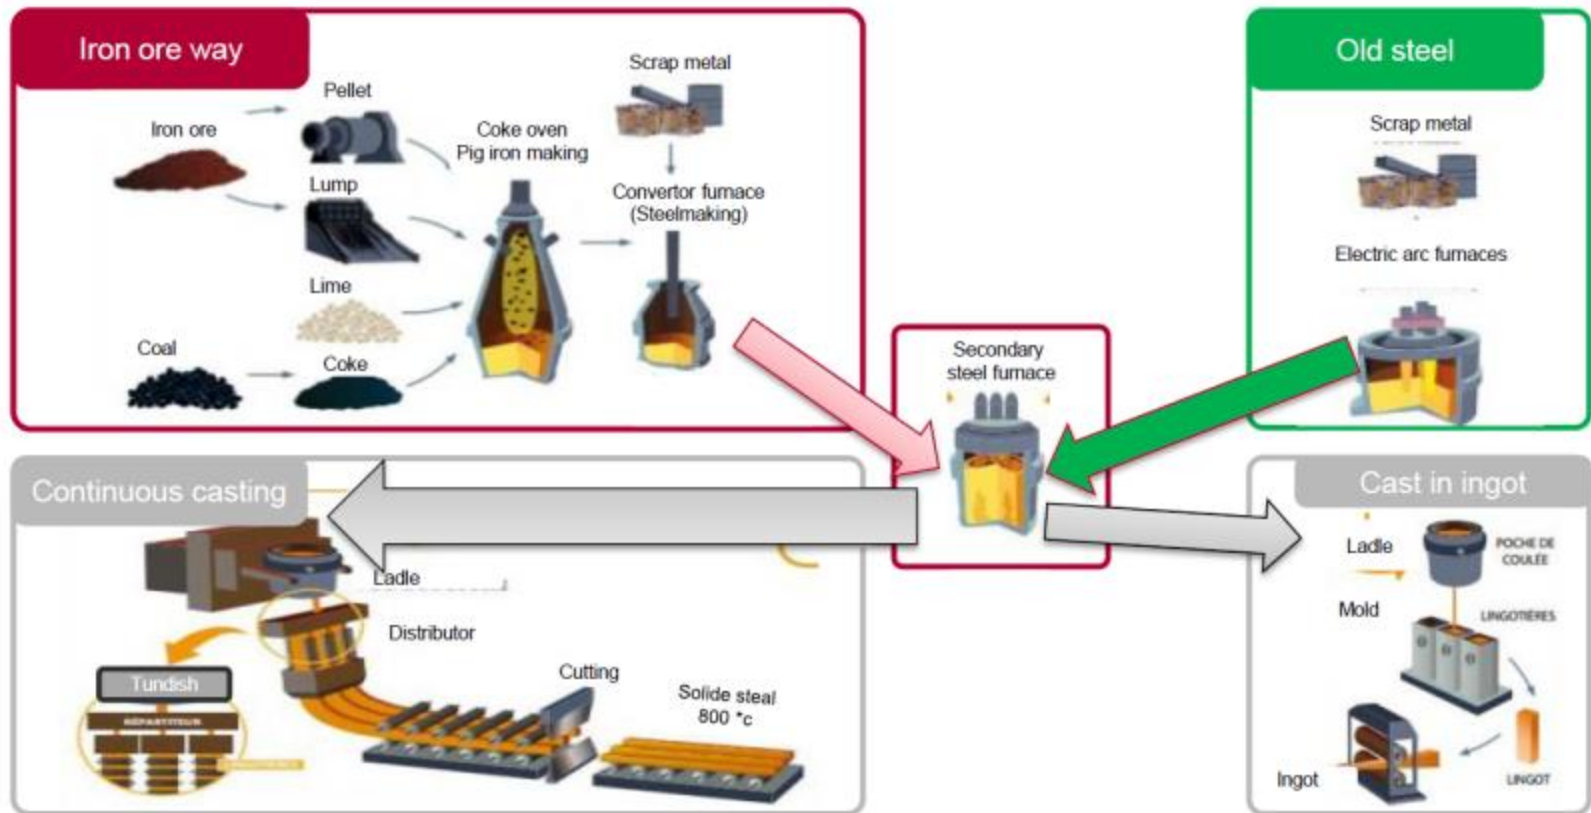 Iron ore way
Scrap metal
Pellet
Iron ore
Coke oven
Pig iron making
Lump
Convertor furnace
(Steelmaking)
Lime
Coal
Coke
Old steel
Scrap metal
Electric arc furnaces
Secondary
steel furnace
Continuous casting
Ladle
Distributor
Tundish
RÉPARTITEUR
Cutting
Solide steal
800 *c
Cast in ingot
Ladle
POCHE DE
COULÉE
Mold
LINGOTIÈRES
Ingot
LINGOT